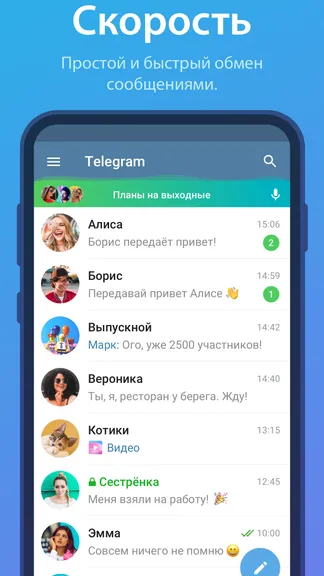 Скорость
Простой и быстрый обмен
сообщениями.
Telegram
Планы на выходные
Алиса 15:06
Борис передаёт привет! 2
Борис 14:59
Передавай привет Алисе 👋 1
Выпускной 14:42
Марк: Ого, уже 2500 участников!
Вероника 14:40
Ты, я, ресторан у берега. Жду!
Котики 13:15
Видео
Сестрёнка 12:45
Меня взяли на работу! 🎉
Эмма 10:00
Совсем ничего не помню 😄